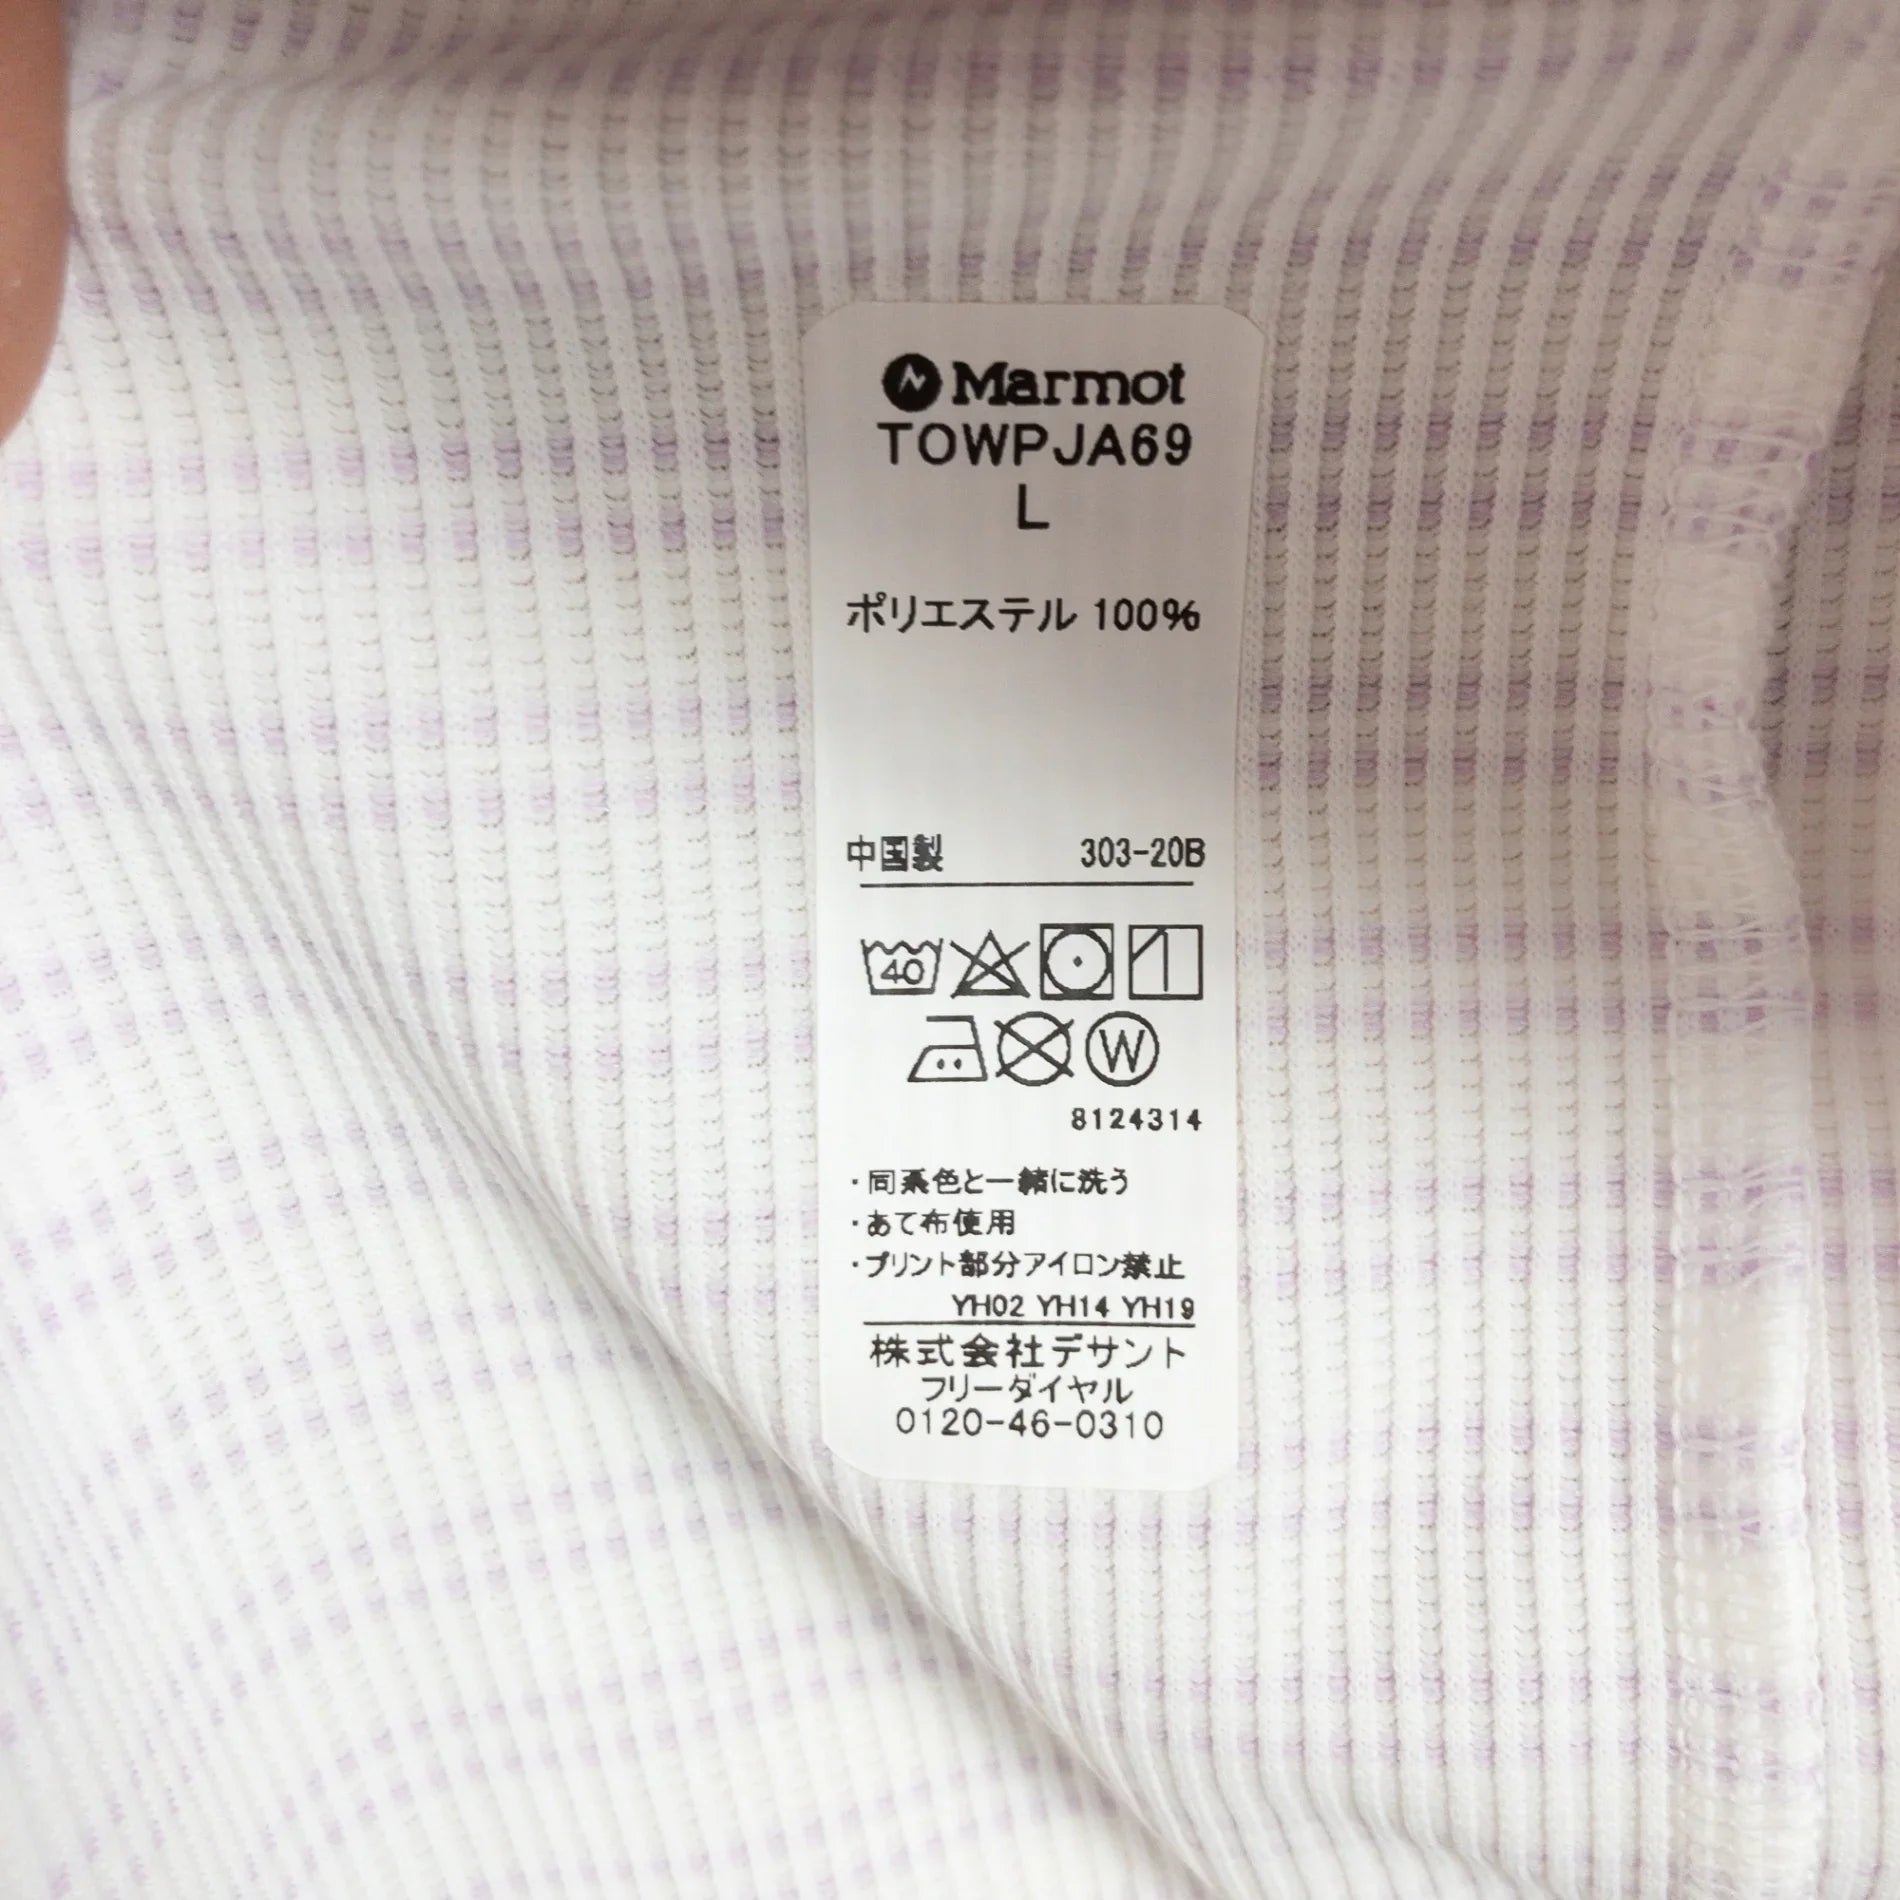 Marmot
TOWPJA69
L
ポリエステル 100%
中国製 303-20B
40
W
8124314
・同系色と一緒に洗う
・あて布使用
・プリント部分アイロン禁止
YH02 YH14 YH19
株式会社デサント
フリーダイヤル
0120-46-0310